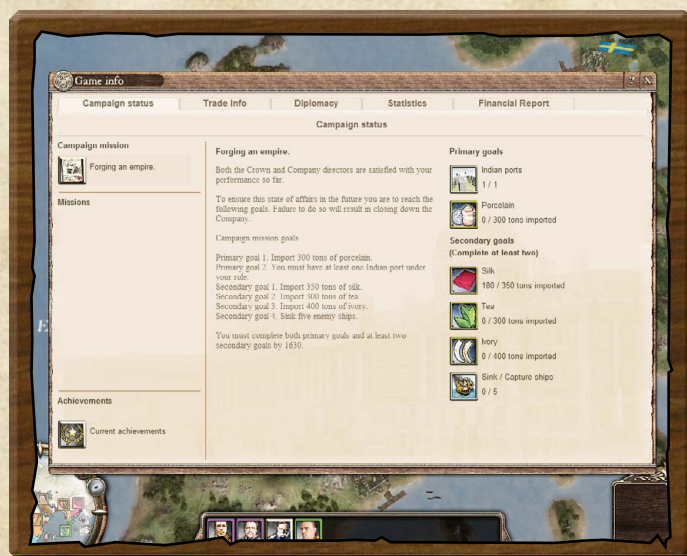 Game info
? X
Campaign status
Trade Info
Diplomacy
Statistics
Financial Report
Campaign status
Campaign mission
Forging an empire.
Missions
Achievements
Current achievements
Forging an empire.
Both the Crown and Company directors are satisfied with your
performance so far.
To ensure this state of affairs in the future you are to reach the
following goals. Failure to do so will result in closing down the
Company.
Campaign mission goals
Primary goal 1. Import 300 tons of porcelain.
Primary goal 2. You must have at least one Indian port under
your rule.
Secondary goal 1. Import 350 tons of silk.
Secondary goal 2. Import 300 tons of tea
Secondary goal 3. Import 400 tons of ivory.
Secondary goal 4. Sink five enemy ships.
You must complete both primary goals and at least two
secondary goals by 1630.
Primary goals
Indian ports
1 / 1
Porcelain
0 / 300 tons imported
Secondary goals
(Complete at least two)
Silk
180 / 350 tons imported
Tea
0 / 300 tons imported
Ivory
0 / 400 tons imported
Sink / Capture ships
0 / 5